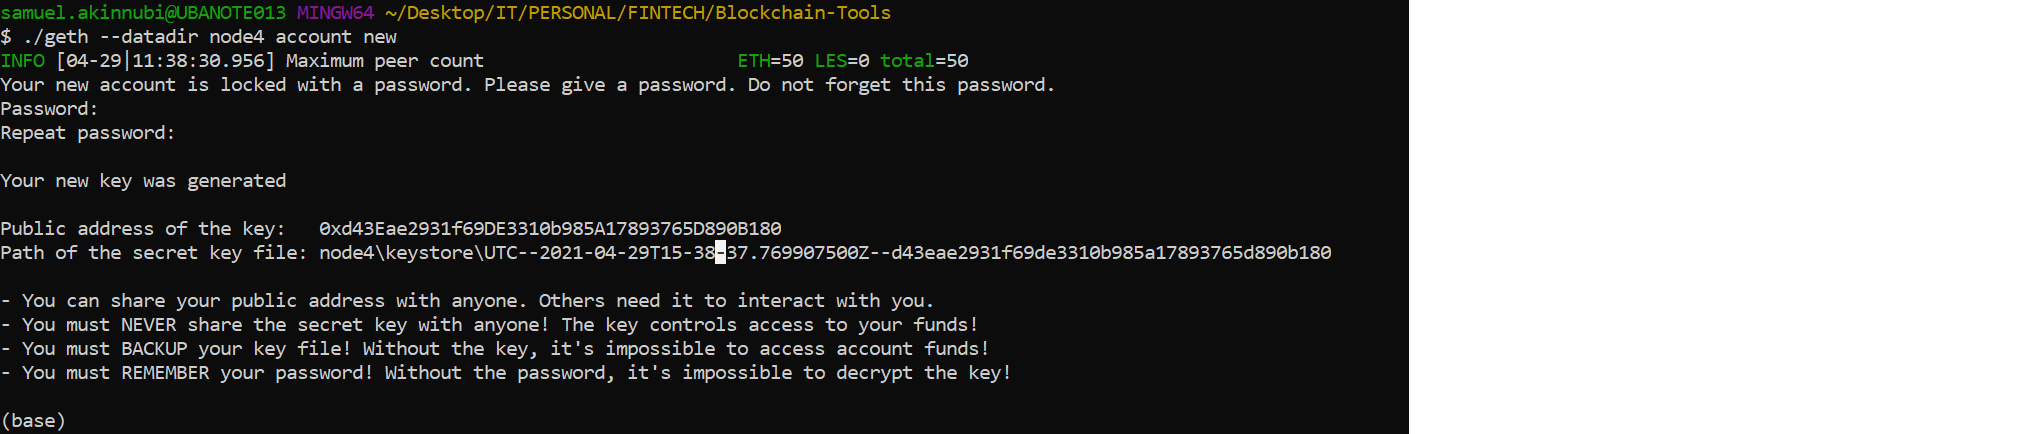 samuel.akinnubi@UBANOTE013 MINGW64 ~/Desktop/IT/PERSONAL/FINTECH/Blockchain-Tools
$ ./geth --datadir node4 account new
INFO [04-29|11:38:30.956] Maximum peer count                       ETH=50 LES=0 total=50
Your new account is locked with a password. Please give a password. Do not forget this password.
Password:
Repeat password:
Your new key was generated
Public address of the key:   0xd43Eae2931f69DE3310b985A17893765D890B180
Path of the secret key file: node4\keystore\UTC--2021-04-29T15-38-37.769907500Z--d43eae2931f69de3310b985a17893765d890b180
- You can share your public address with anyone. Others need it to interact with you.
- You must NEVER share the secret key with anyone! The key controls access to your funds!
- You must BACKUP your key file! Without the key, it's impossible to access account funds!
- You must REMEMBER your password! Without the password, it's impossible to decrypt the key!
(base)